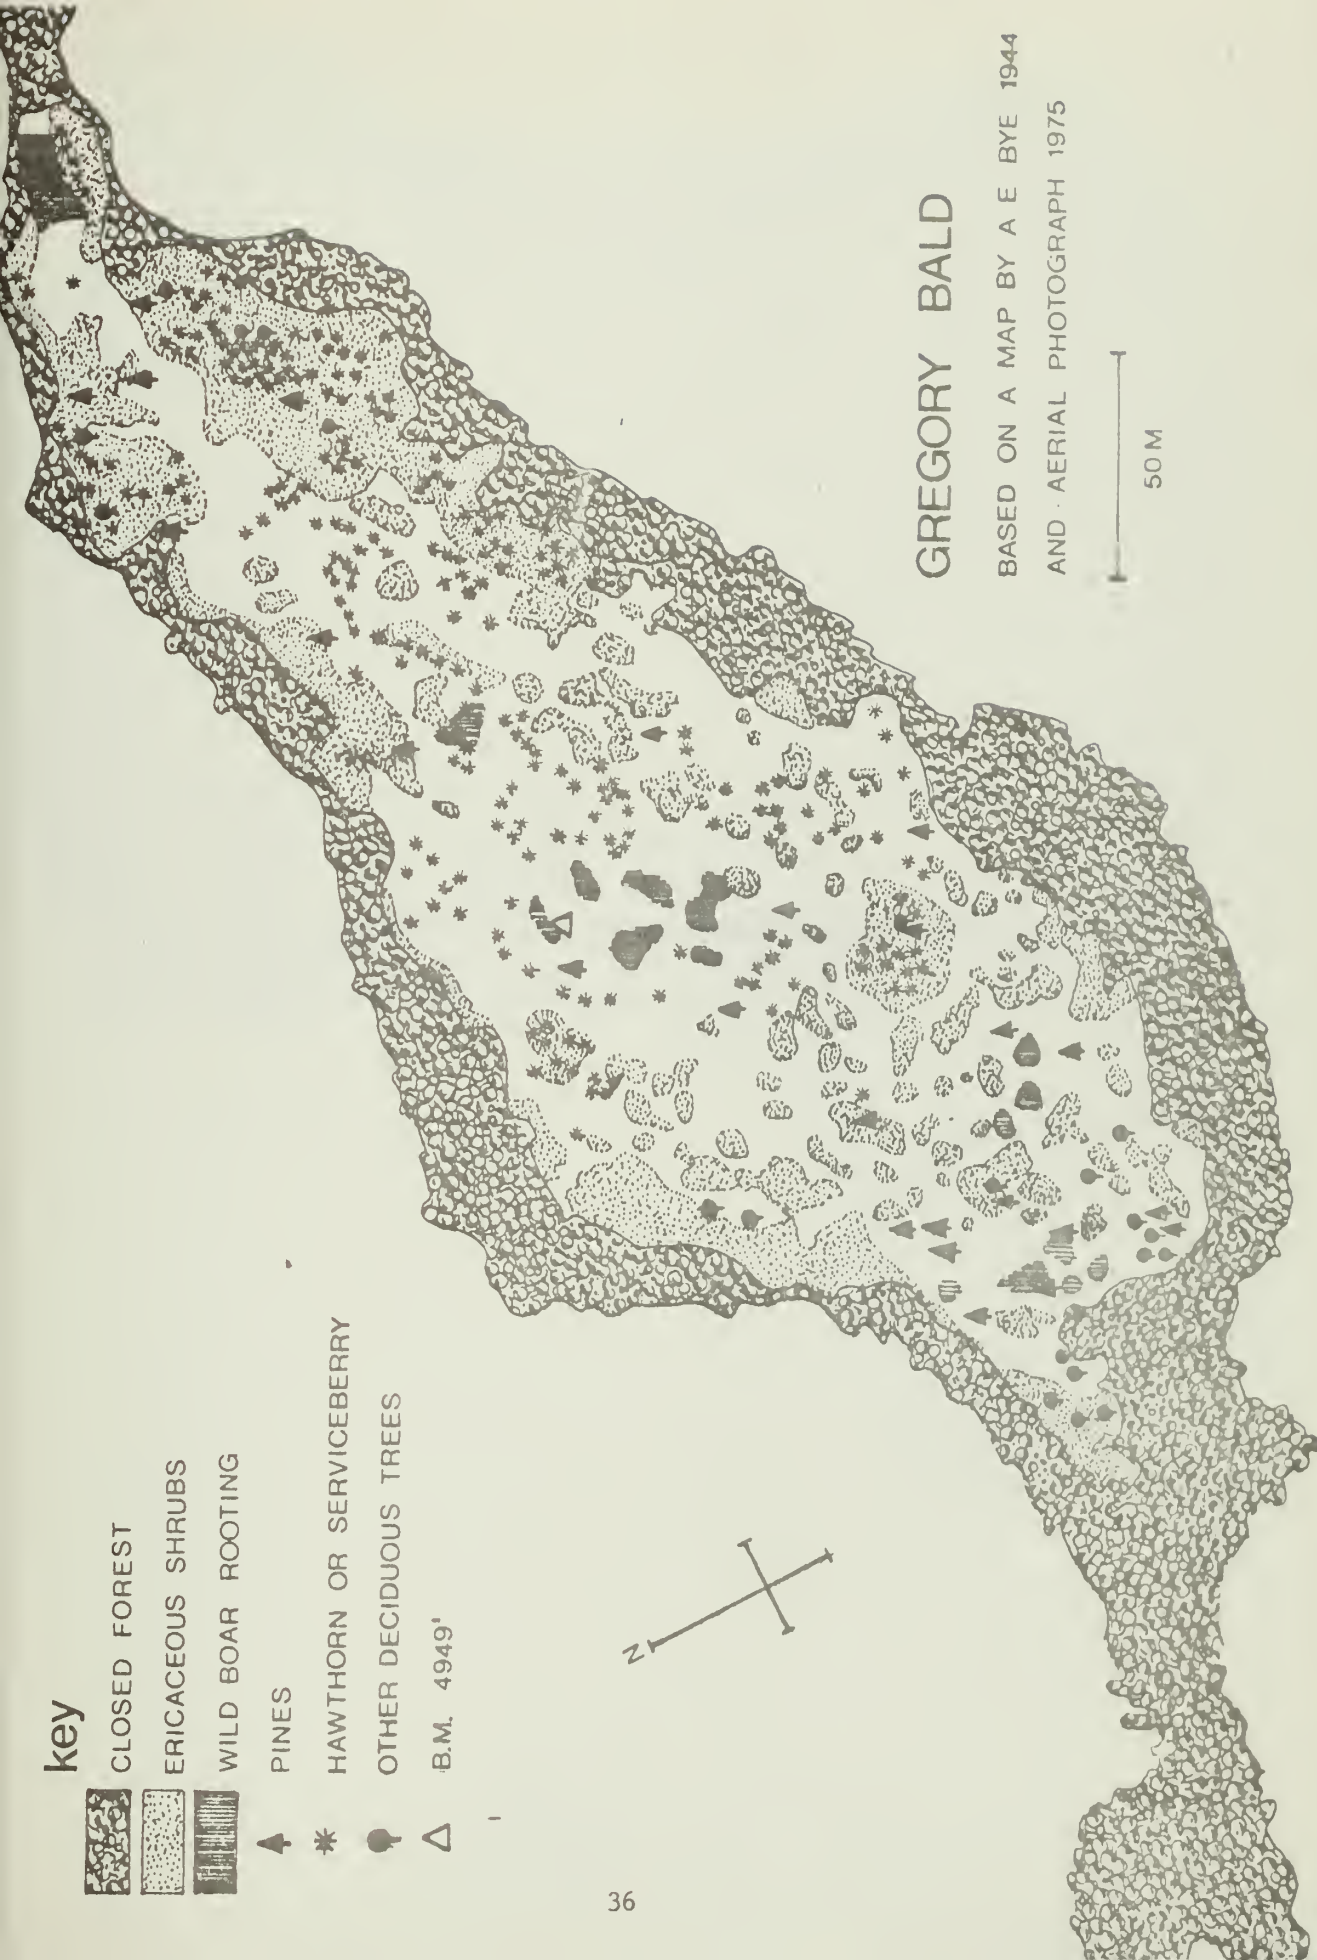 GREGORY BALD
BASED ON A MAP BY A E BYE 1944
AND AERIAL PHOTOGRAPH 1975
50 M
key
CLOSED FOREST
ERICACEOUS SHRUBS
WILD BOAR ROOTING
PINES
HAWTHORN OR SERVICEBERRY
OTHER DECIDUOUS TREES
B.M. 4949'
N
36